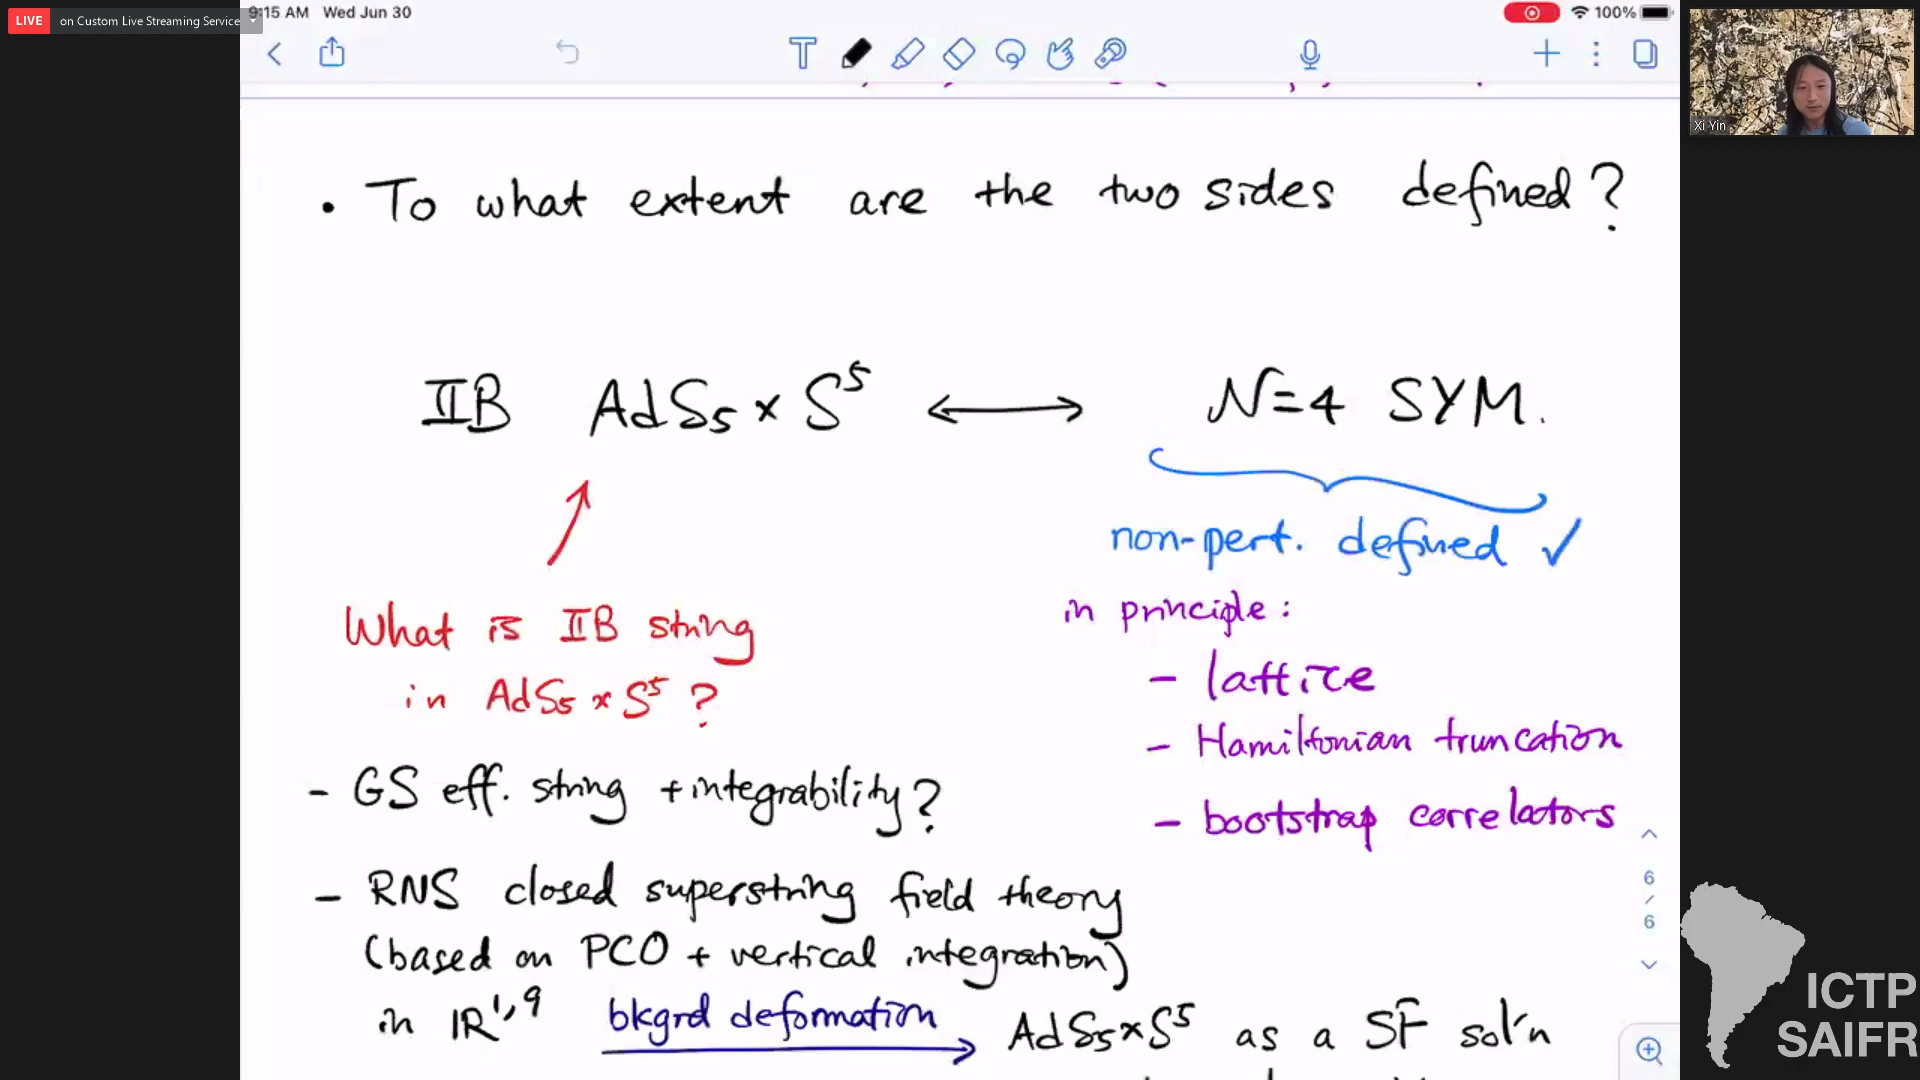 LIVE on Custom Live Streaming Service
9:15 AM Wed Jun 30
100%
Xi Yin
• To what extent are the two sides defined?
IIB AdS₅ × S⁵ ⟷ N=4 SYM.
non-pert. defined ✓
What is IIB string
in AdS₅ × S⁵ ?
in principle:
- lattice
- Hamiltonian truncation
- bootstrap correlators
- GS eff. string + integrability?
- RNS closed superstring field theory
(based on PCO + vertical integration)
in IR¹,⁹ bkgrd deformation → AdS₅×S⁵ as a SF sol'n
6
6
ICTP
SAIFR